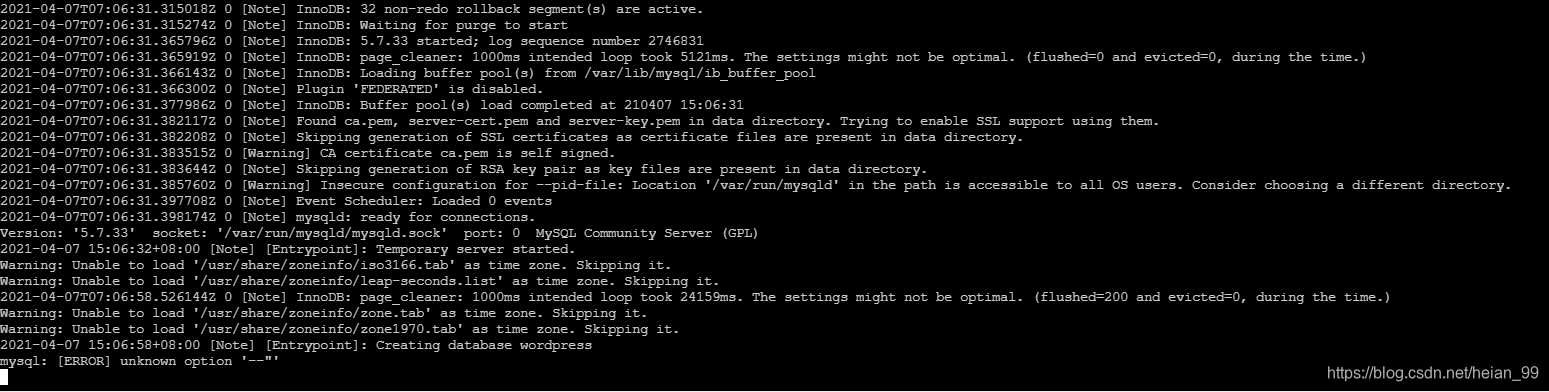 2021-04-07T07:06:31.315018Z 0 [Note] InnoDB: 32 non-redo rollback segment(s) are active.
2021-04-07T07:06:31.315274Z 0 [Note] InnoDB: Waiting for purge to start
2021-04-07T07:06:31.365796Z 0 [Note] InnoDB: 5.7.33 started; log sequence number 2746831
2021-04-07T07:06:31.365919Z 0 [Note] InnoDB: page_cleaner: 1000ms intended loop took 5121ms. The settings might not be optimal. (flushed=0 and evicted=0, during the time.)
2021-04-07T07:06:31.366143Z 0 [Note] InnoDB: Loading buffer pool(s) from /var/lib/mysql/ib_buffer_pool
2021-04-07T07:06:31.366300Z 0 [Note] Plugin 'FEDERATED' is disabled.
2021-04-07T07:06:31.377986Z 0 [Note] InnoDB: Buffer pool(s) load completed at 210407 15:06:31
2021-04-07T07:06:31.382117Z 0 [Note] Found ca.pem, server-cert.pem and server-key.pem in data directory. Trying to enable SSL support using them.
2021-04-07T07:06:31.382208Z 0 [Note] Skipping generation of SSL certificates as certificate files are present in data directory.
2021-04-07T07:06:31.383515Z 0 [Warning] CA certificate ca.pem is self signed.
2021-04-07T07:06:31.383644Z 0 [Note] Skipping generation of RSA key pair as key files are present in data directory.
2021-04-07T07:06:31.385760Z 0 [Warning] Insecure configuration for --pid-file: Location '/var/run/mysqld' in the path is accessible to all OS users. Consider choosing a different directory.
2021-04-07T07:06:31.397708Z 0 [Note] Event Scheduler: Loaded 0 events
2021-04-07T07:06:31.398174Z 0 [Note] mysqld: ready for connections.
Version: '5.7.33'  socket: '/var/run/mysqld/mysqld.sock'  port: 0  MySQL Community Server (GPL)
2021-04-07 15:06:32+08:00 [Note] [Entrypoint]: Temporary server started.
Warning: Unable to load '/usr/share/zoneinfo/iso3166.tab' as time zone. Skipping it.
Warning: Unable to load '/usr/share/zoneinfo/leap-seconds.list' as time zone. Skipping it.
2021-04-07T07:06:58.526144Z 0 [Note] InnoDB: page_cleaner: 1000ms intended loop took 24159ms. The settings might not be optimal. (flushed=200 and evicted=0, during the time.)
Warning: Unable to load '/usr/share/zoneinfo/zone.tab' as time zone. Skipping it.
Warning: Unable to load '/usr/share/zoneinfo/zone1970.tab' as time zone. Skipping it.
2021-04-07 15:06:58+08:00 [Note] [Entrypoint]: Creating database wordpress
mysql: [ERROR] unknown option '--"'
https://blog.csdn.net/heian_99